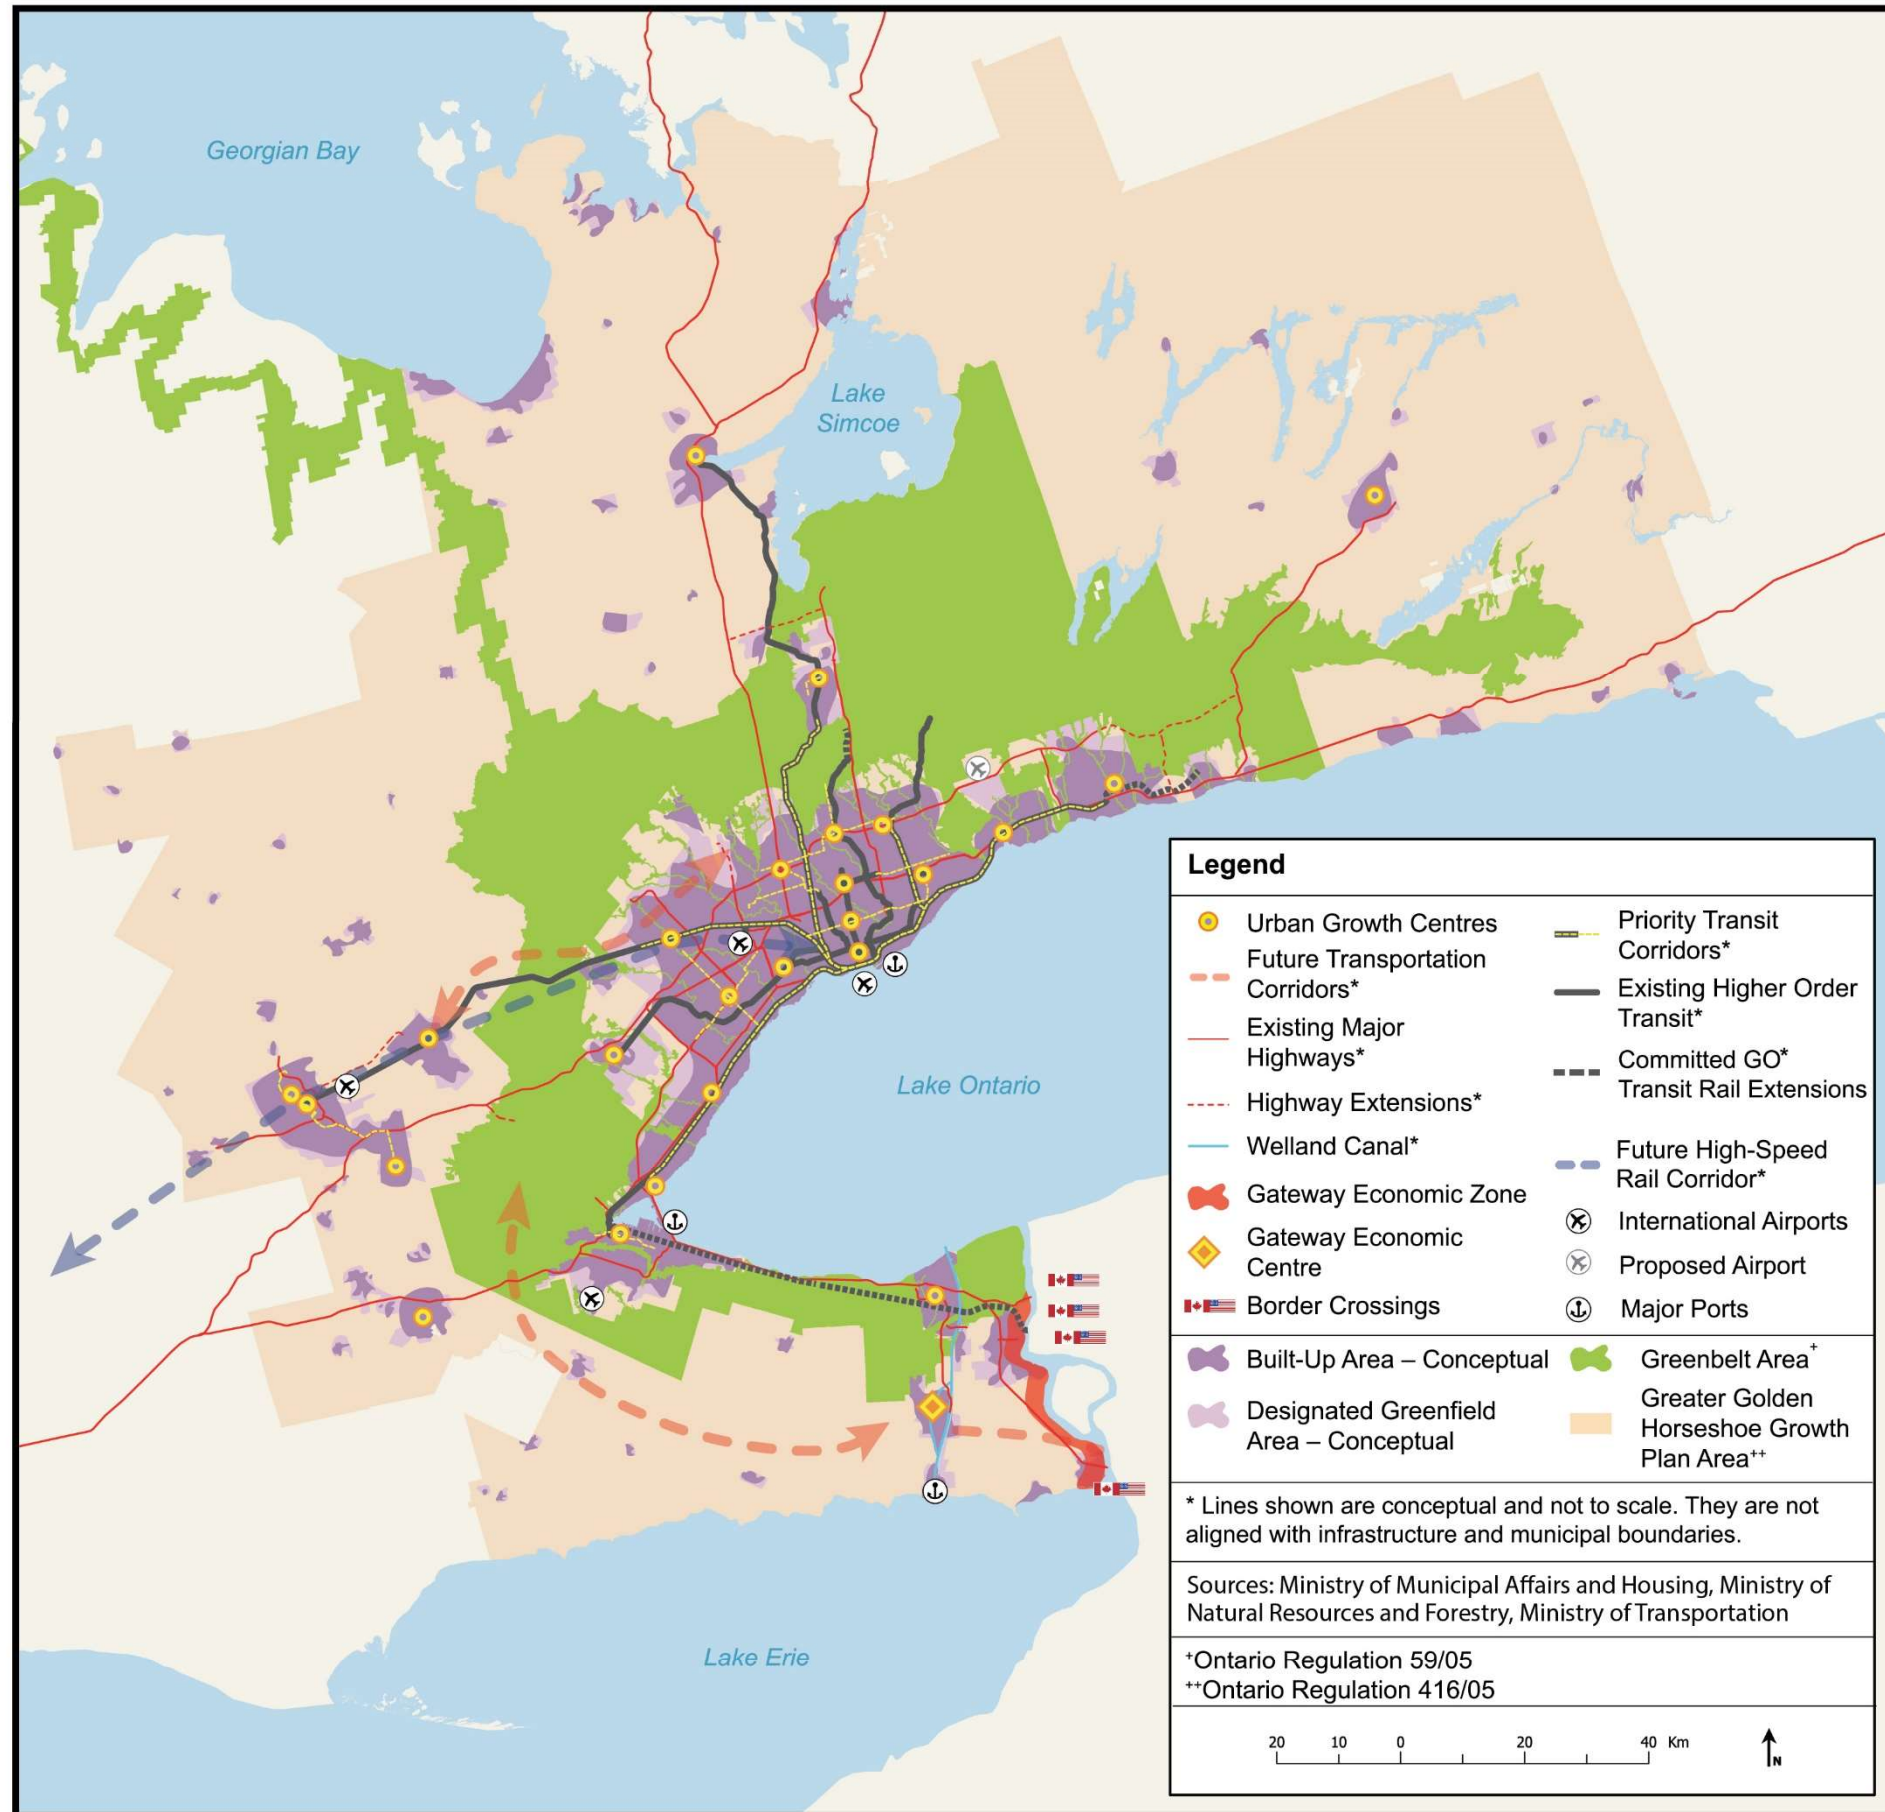 Georgian Bay
Lake
Simcoe
Lake Ontario
Lake Erie
Legend
Urban Growth Centres
Future Transportation
Corridors*
Existing Major
Highways*
Highway Extensions*
Welland Canal*
Gateway Economic Zone
Gateway Economic
Centre
Border Crossings
Priority Transit
Corridors*
Existing Higher Order
Transit*
Committed GO*
Transit Rail Extensions
Future High-Speed
Rail Corridor*
International Airports
Proposed Airport
Major Ports
Built-Up Area – Conceptual
Designated Greenfield
Area – Conceptual
Greenbelt Area+
Greater Golden
Horseshoe Growth
Plan Area++
* Lines shown are conceptual and not to scale. They are not
aligned with infrastructure and municipal boundaries.
Sources: Ministry of Municipal Affairs and Housing, Ministry of
Natural Resources and Forestry, Ministry of Transportation
+Ontario Regulation 59/05
++Ontario Regulation 416/05
20 10 0 20 40 Km
N